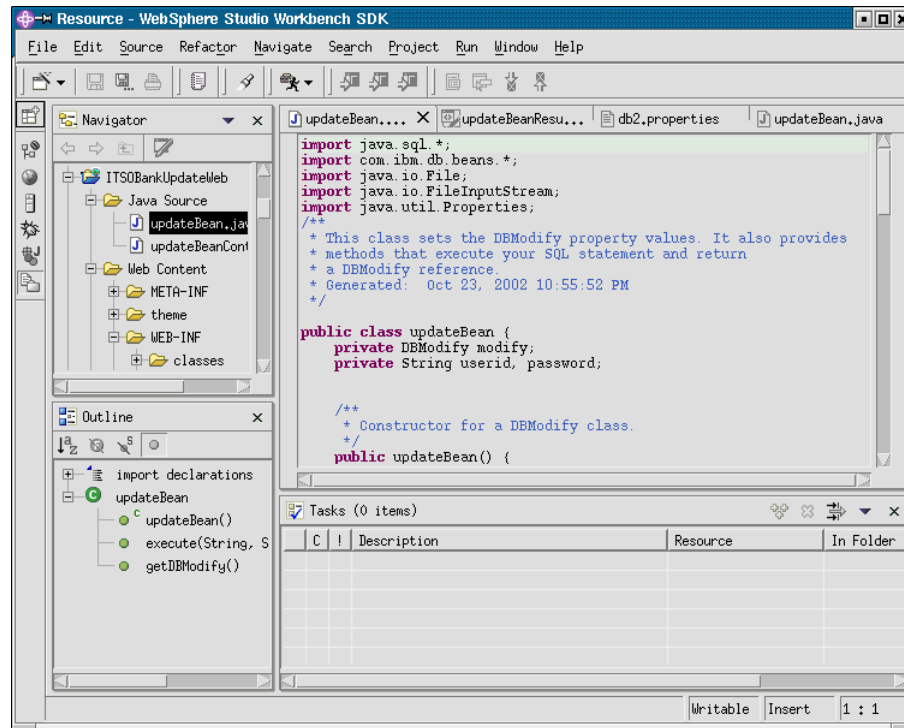 Resource - WebSphere Studio Workbench SDK
File Edit Source Refactor Navigate Search Project Run Window Help
Navigator
ITSOBankUpdateWeb
Java Source
updateBean.jav
updateBeanCont
Web Content
META-INF
theme
WEB-INF
classes
Outline
import declarations
updateBean
updateBean()
execute(String, S
getDBModify()
updateBean.... updateBeanResu... db2.properties updateBean.java
import java.sql.*;
import com.ibm.db.beans.*;
import java.io.File;
import java.io.FileInputStream;
import java.util.Properties;
/**
* This class sets the DBModify property values. It also provides
* methods that execute your SQL statement and return
* a DBModify reference.
* Generated: Oct 23, 2002 10:55:52 PM
*/
public class updateBean {
private DBModify modify;
private String userid, password;
/**
* Constructor for a DBModify class.
*/
public updateBean() {
Tasks (0 items)
C ! Description Resource In Folder
Writable Insert 1 : 1